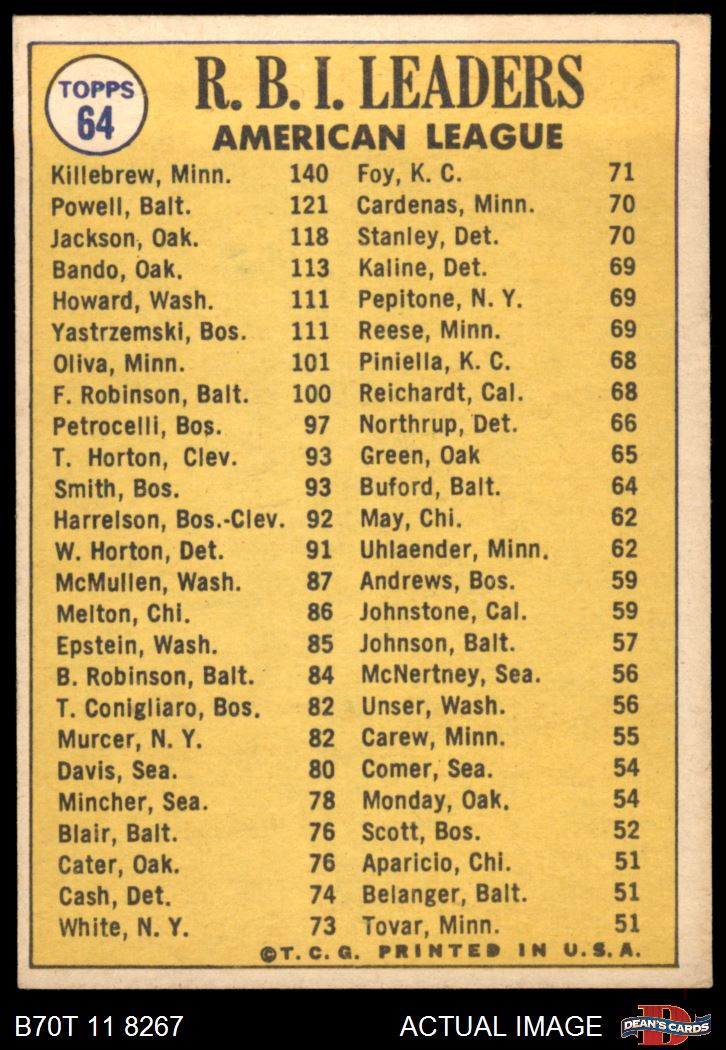 TOPPS
64
R. B. I. LEADERS
AMERICAN LEAGUE
Killebrew, Minn. 140
Powell, Balt. 121
Jackson, Oak. 118
Bando, Oak. 113
Howard, Wash. 111
Yastrzemski, Bos. 111
Oliva, Minn. 101
F. Robinson, Balt. 100
Petrocelli, Bos. 97
T. Horton, Clev. 93
Smith, Bos. 93
Harrelson, Bos.-Clev. 92
W. Horton, Det. 91
McMullen, Wash. 87
Melton, Chi. 86
Epstein, Wash. 85
B. Robinson, Balt. 84
T. Conigliaro, Bos. 82
Murcer, N. Y. 82
Davis, Sea. 80
Mincher, Sea. 78
Blair, Balt. 76
Cater, Oak. 76
Cash, Det. 74
White, N. Y. 73
Foy, K. C. 71
Cardenas, Minn. 70
Stanley, Det. 70
Kaline, Det. 69
Pepitone, N. Y. 69
Reese, Minn. 69
Piniella, K. C. 68
Reichardt, Cal. 68
Northrup, Det. 66
Green, Oak 65
Buford, Balt. 64
May, Chi. 62
Uhlaender, Minn. 62
Andrews, Bos. 59
Johnstone, Cal. 59
Johnson, Balt. 57
McNertney, Sea. 56
Unser, Wash. 56
Carew, Minn. 55
Comer, Sea. 54
Monday, Oak. 54
Scott, Bos. 52
Aparicio, Chi. 51
Belanger, Balt. 51
Tovar, Minn. 51
©T. C. G. PRINTED IN U. S. A.
B70T 11 8267
ACTUAL IMAGE
D
DEAN'S CARDS